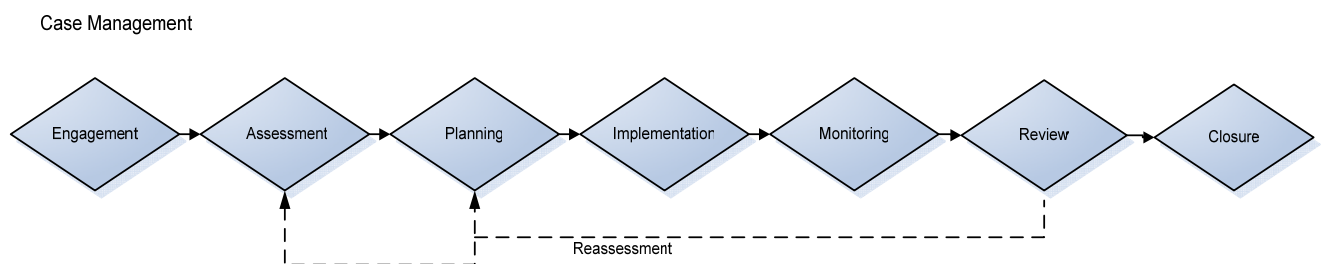 Case Management
Engagement
Assessment
Planning
Implementation
Monitoring
Review
Closure
Reassessment